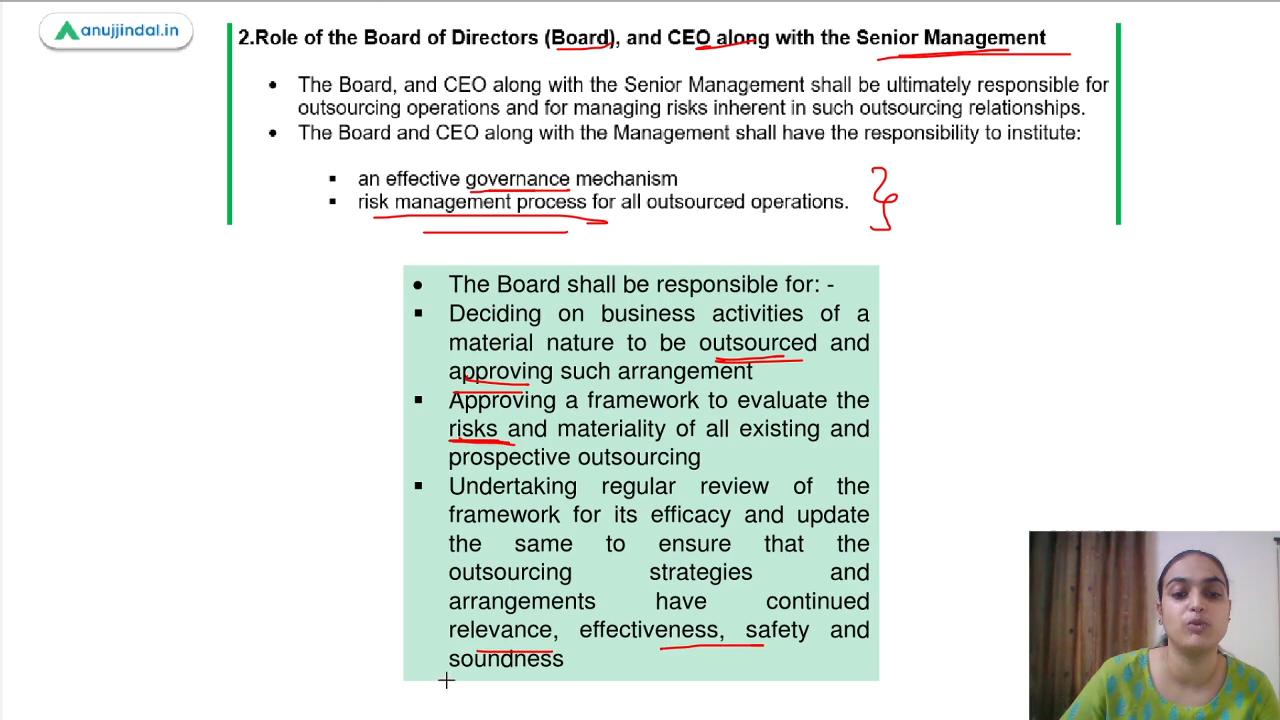 anujjindal.in
2.Role of the Board of Directors (Board), and CEO along with the Senior Management
• The Board, and CEO along with the Senior Management shall be ultimately responsible for
outsourcing operations and for managing risks inherent in such outsourcing relationships.
• The Board and CEO along with the Management shall have the responsibility to institute:
▪ an effective governance mechanism
▪ risk management process for all outsourced operations.
• The Board shall be responsible for: -
▪ Deciding on business activities of a
material nature to be outsourced and
approving such arrangement
▪ Approving a framework to evaluate the
risks and materiality of all existing and
prospective outsourcing
▪ Undertaking regular review of the
framework for its efficacy and update
the same to ensure that the
outsourcing strategies and
arrangements have continued
relevance, effectiveness, safety and
soundness